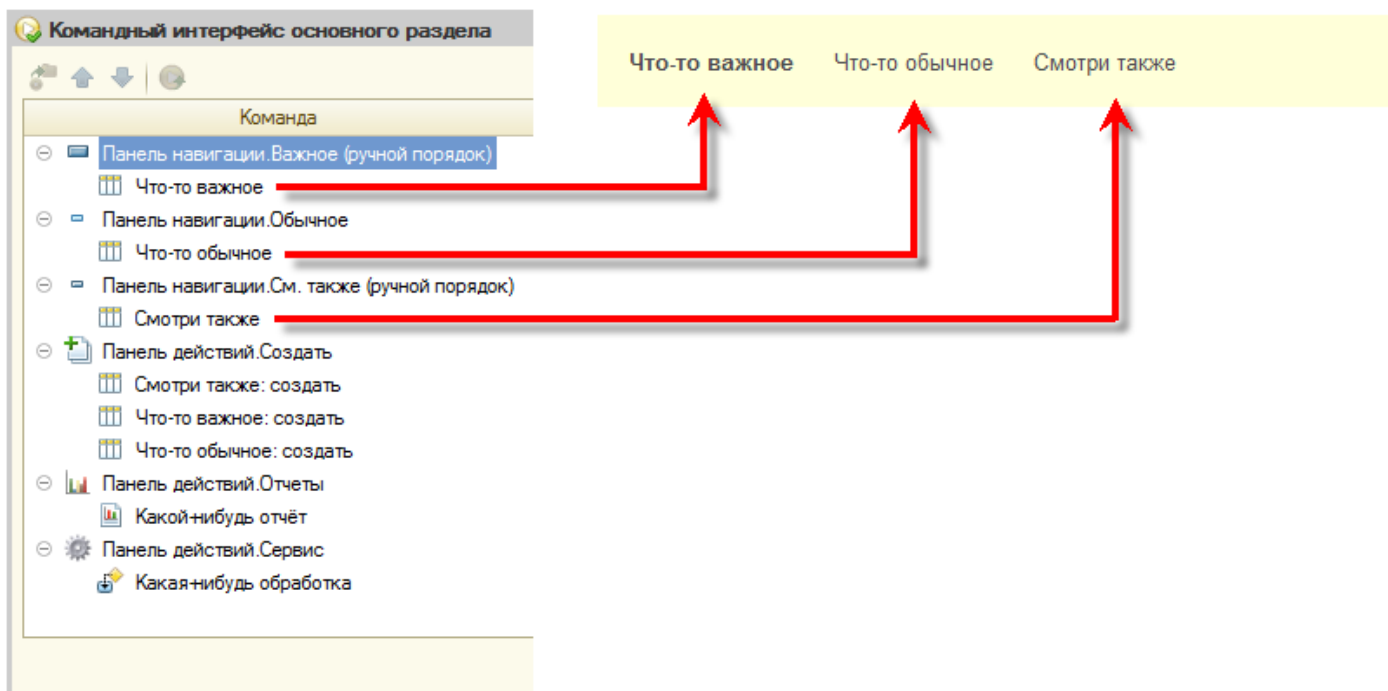 Командный интерфейс основного раздела
Что-то важное Что-то обычное Смотри также
Команда
Панель навигации.Важное (ручной порядок)
Что-то важное
Панель навигации.Обычное
Что-то обычное
Панель навигации.См. также (ручной порядок)
Смотри также
Панель действий.Создать
Смотри также: создать
Что-то важное: создать
Что-то обычное: создать
Панель действий.Отчеты
Какой-нибудь отчёт
Панель действий.Сервис
Какая-нибудь обработка